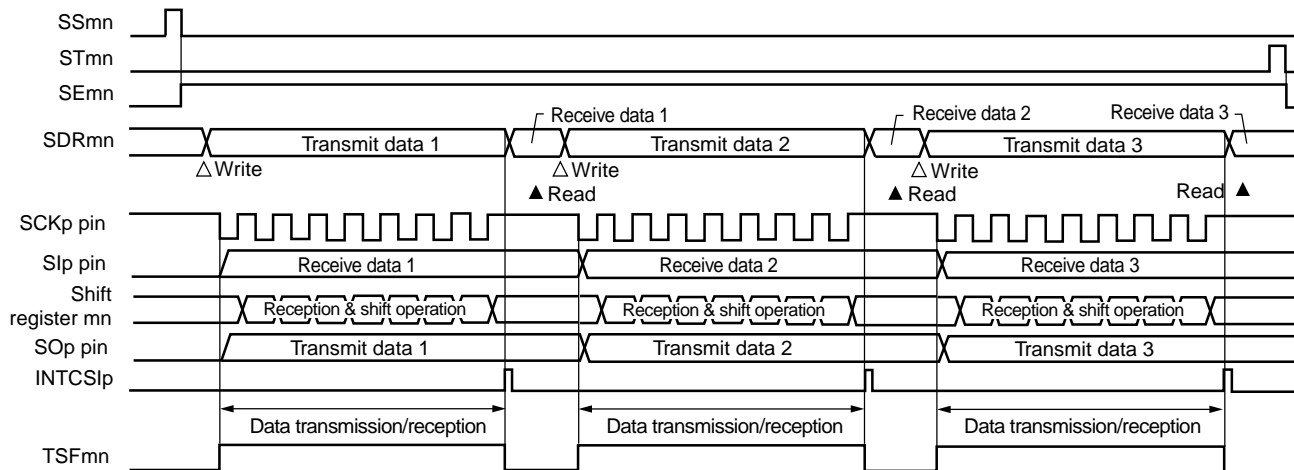 SSmn
STmn
SEmn
Receive data 1
Receive data 2
Receive data 3
SDRmn
Transmit data 1
Transmit data 2
Transmit data 3
△Write
△Write
△Write
▲ Read
▲ Read
Read ▲
SCKp pin
SIp pin
Receive data 1
Receive data 2
Receive data 3
Shift
register mn
Reception & shift operation
Reception & shift operation
Reception & shift operation
SOp pin
Transmit data 1
Transmit data 2
Transmit data 3
INTCSIp
Data transmission/reception
Data transmission/reception
Data transmission/reception
TSFmn